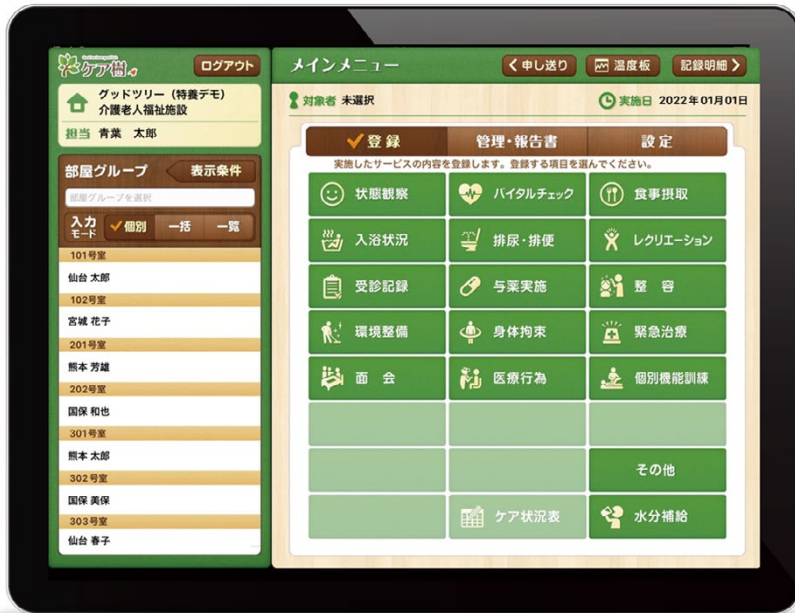 ケア樹
ログアウト
グッドツリー（特養デモ）
介護老人福祉施設
担当 青葉 太郎
部屋グループ
表示条件
部屋グループを選択
入力
モード
個別
一括
一覧
101号室
仙台 太郎
102号室
宮城 花子
201号室
熊本 芳雄
202号室
国保 和也
301号室
熊本 太郎
302号室
国保 美保
303号室
仙台 春子
メインメニュー
申し送り
温度板
記録明細
対象者 未選択
実施日 2022年01月01日
登録
管理・報告書
設定
実施したサービスの内容を登録します。登録する項目を選んでください。
状態観察
バイタルチェック
食事摂取
入浴状況
排尿・排便
レクリエーション
受診記録
与薬実施
整 容
環境整備
身体拘束
緊急治療
面 会
医療行為
個別機能訓練
その他
ケア状況表
水分補給